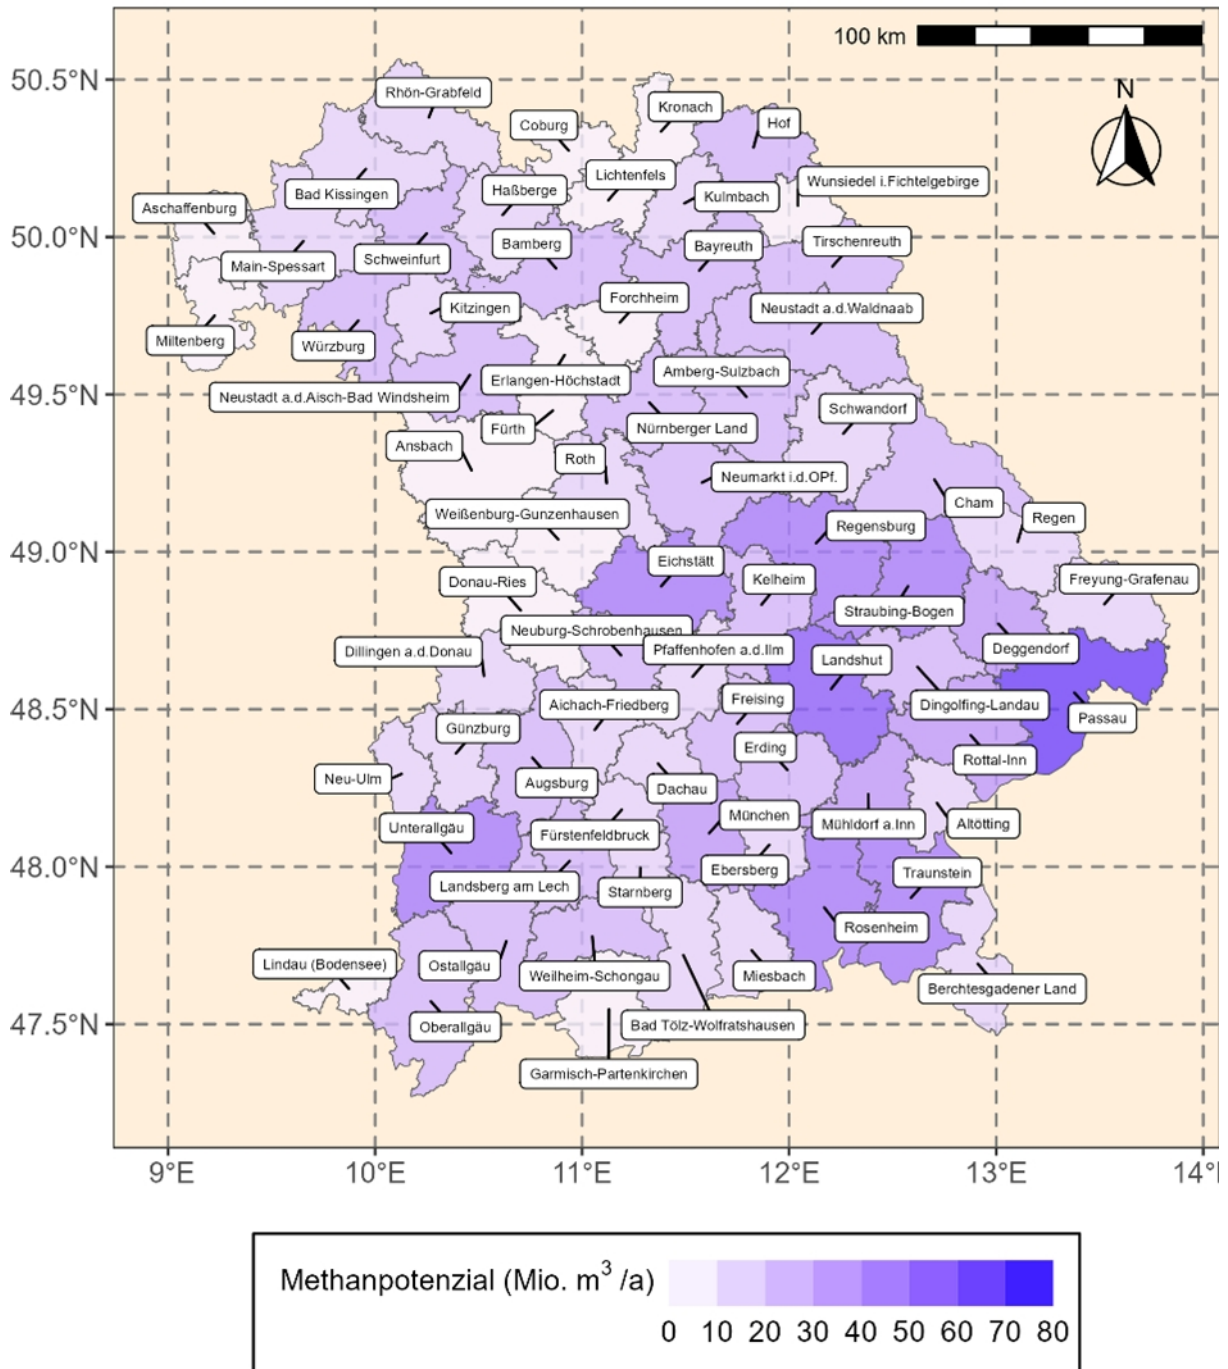 100 km
N
50.5°N
50.0°N
49.5°N
49.0°N
48.5°N
48.0°N
47.5°N
Rhön-Grabfeld
Kronach
Coburg
Hof
Lichtenfels
Wunsiedel i.Fichtelgebirge
Bad Kissingen
Haßberge
Kulmbach
Aschaffenburg
Bamberg
Bayreuth
Tirschenreuth
Main-Spessart
Schweinfurt
Kitzingen
Forchheim
Neustadt a.d.Waldnaab
Miltenberg
Würzburg
Erlangen-Höchstadt
Amberg-Sulzbach
Neustadt a.d.Aisch-Bad Windsheim
Schwandorf
Fürth
Nürnberger Land
Ansbach
Roth
Neumarkt i.d.OPf.
Cham
Weißenburg-Gunzenhausen
Regensburg
Regen
Eichstätt
Donau-Ries
Kelheim
Freyung-Grafenau
Straubing-Bogen
Neuburg-Schrobenhausen
Dillingen a.d.Donau
Pfaffenhofen a.d.Ilm
Landshut
Deggendorf
Aichach-Friedberg
Freising
Dingolfing-Landau
Passau
Günzburg
Erding
Rottal-Inn
Neu-Ulm
Augsburg
Dachau
München
Mühldorf a.Inn
Altötting
Unterallgäu
Fürstenfeldbruck
Ebersberg
Traunstein
Landsberg am Lech
Starnberg
Rosenheim
Lindau (Bodensee)
Ostallgäu
Weilheim-Schongau
Miesbach
Berchtesgadener Land
Oberallgäu
Bad Tölz-Wolfratshausen
Garmisch-Partenkirchen
9°E 10°E 11°E 12°E 13°E 14°
Methanpotenzial (Mio. m³ /a)
0 10 20 30 40 50 60 70 80